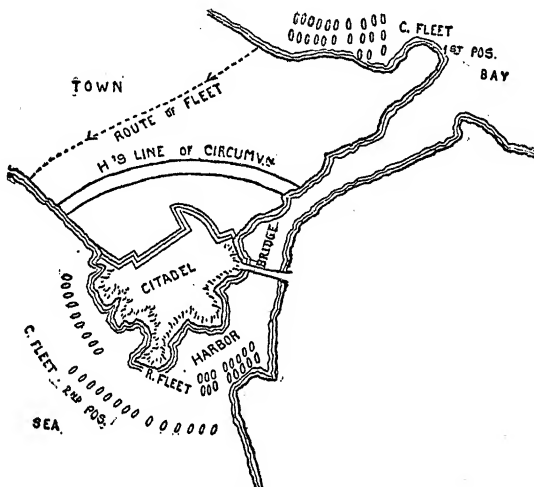 C. FLEET
1ST POS.
BAY
TOWN
ROUTE OF FLEET
H'S LINE OF CIRCUMV.N
BRIDGE
CITADEL
HARBOR
R. FLEET
C. FLEET
2ND POS.
SEA.